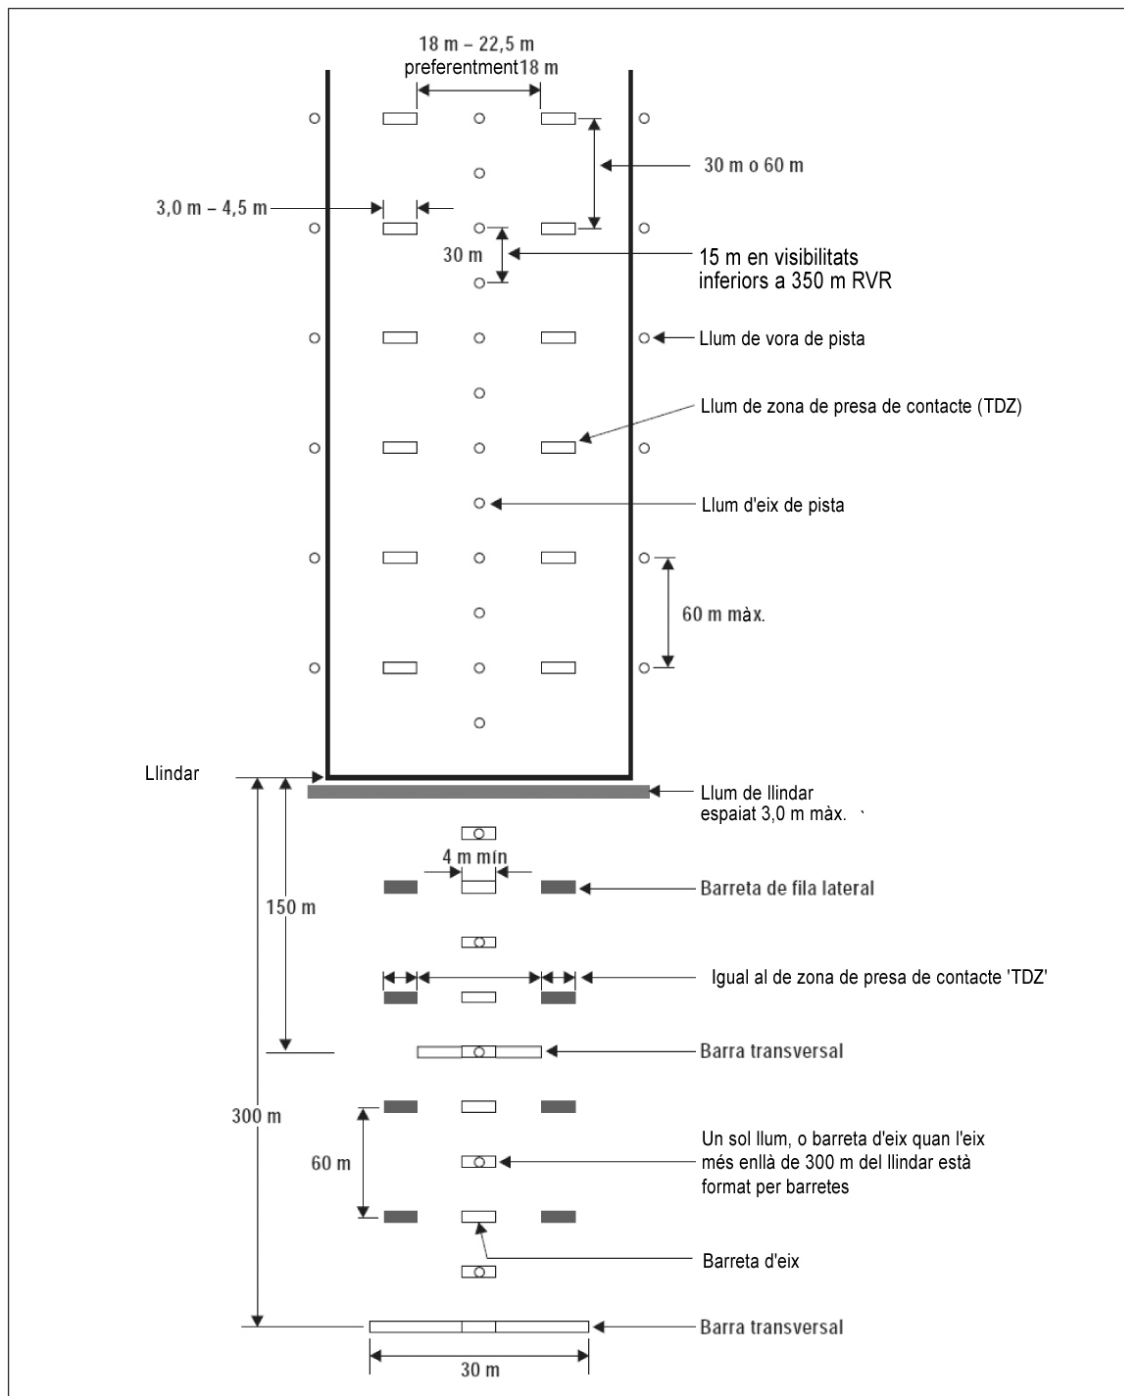 18 m – 22,5 m
preferentment18 m
30 m o 60 m
3,0 m – 4,5 m
30 m
15 m en visibilitats
inferiors a 350 m RVR
Llum de vora de pista
Llum de zona de presa de contacte (TDZ)
Llum d'eix de pista
60 m màx.
Llindar
Llum de llindar
espaiat 3,0 m màx.
4 m mín
Barreta de fila lateral
150 m
Igual al de zona de presa de contacte 'TDZ'
Barra transversal
300 m
60 m
Un sol llum, o barreta d'eix quan l'eix
més enllà de 300 m del llindar està
format per barretes
Barreta d'eix
Barra transversal
30 m